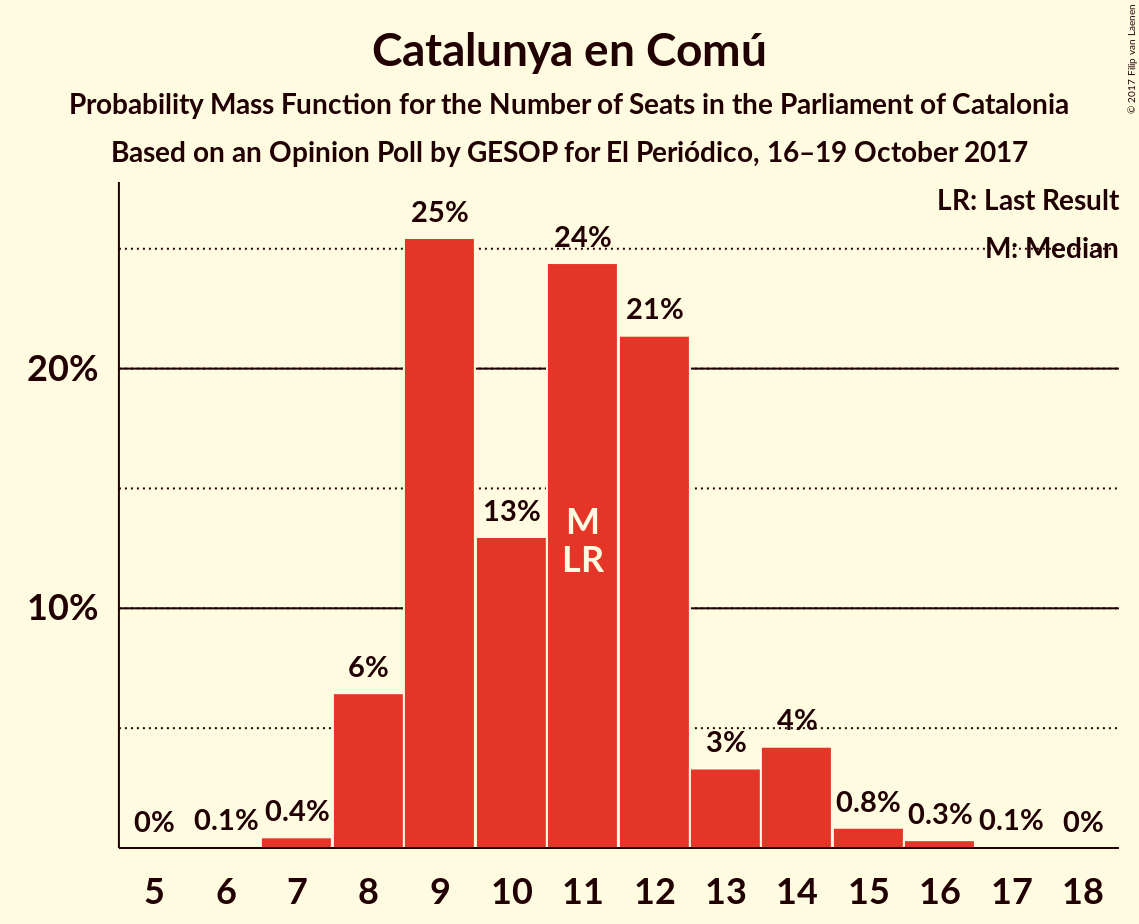 Catalunya en Comú
Probability Mass Function for the Number of Seats in the Parliament of Catalonia
Based on an Opinion Poll by GESOP for El Periódico, 16–19 October 2017
© 2017 Filip van Laenen
LR: Last Result
M: Median
25%
24%
21%
20%
13%
M
LR
10%
6%
4%
3%
0%
0.1%
0.4%
0.8%
0.3%
0.1%
0%
5 6 7 8 9 10 11 12 13 14 15 16 17 18